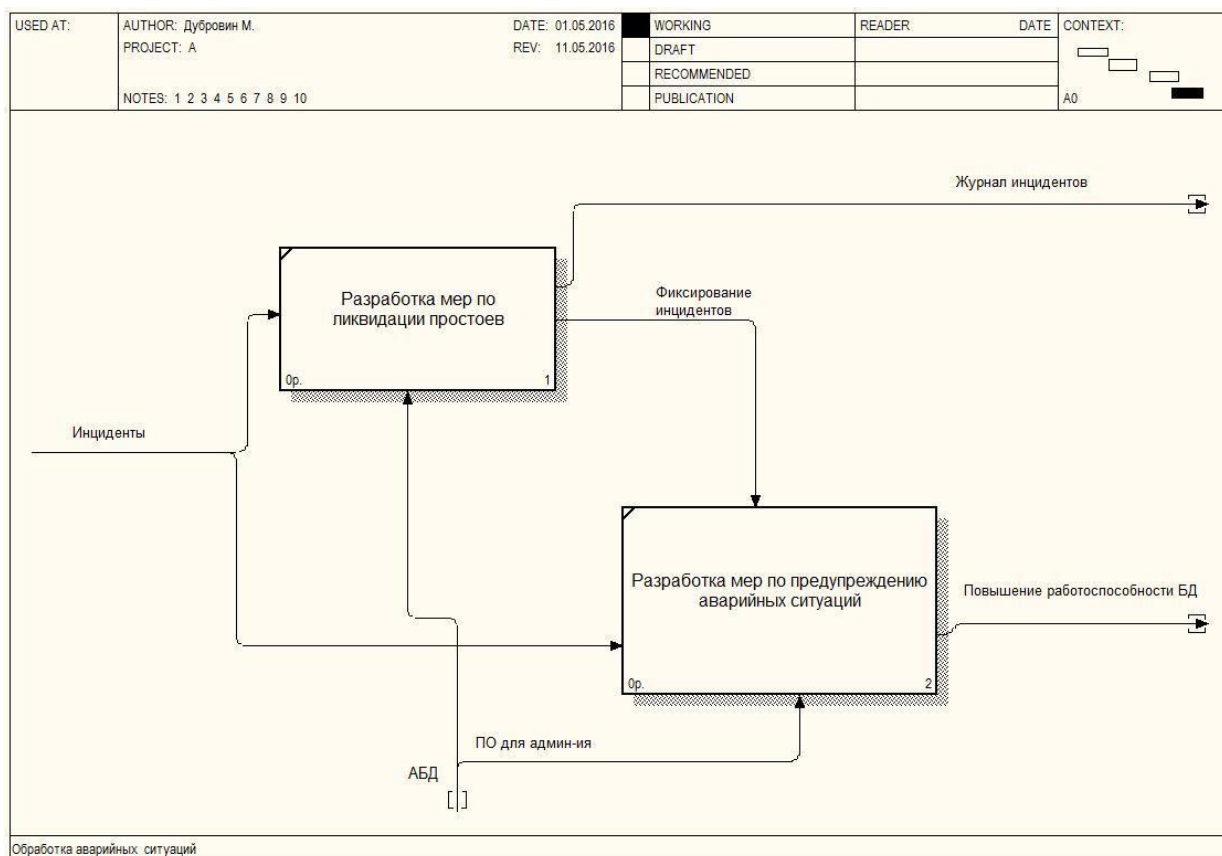 USED AT:
AUTHOR: Дубровин М.
DATE: 01.05.2016
PROJECT: A
REV: 11.05.2016
NOTES: 1 2 3 4 5 6 7 8 9 10
WORKING
DRAFT
RECOMMENDED
PUBLICATION
READER
DATE
CONTEXT:
A0
Журнал инцидентов
Разработка мер по
ликвидации простоев
0р.
1
Фиксирование
инцидентов
Инциденты
Разработка мер по предупреждению
аварийных ситуаций
0р.
2
Повышение работоспособности БД
ПО для админ-ия
АБД
Обработка аварийных ситуаций